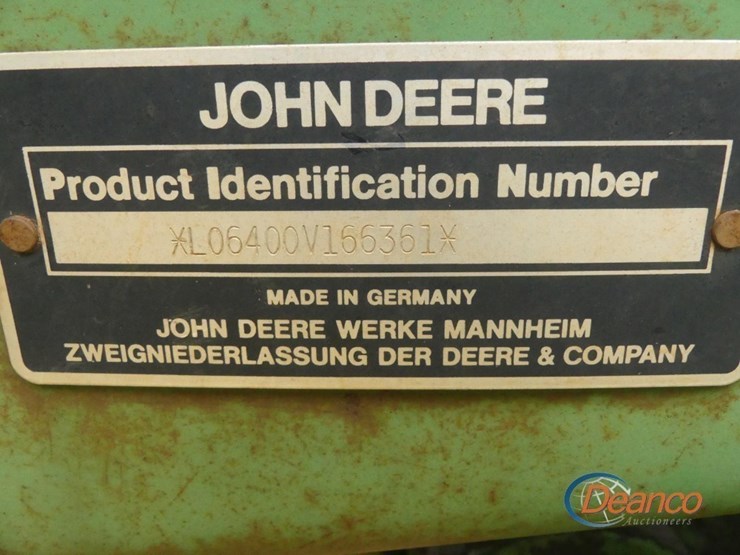 JOHN DEERE
Product Identification Number
*L06400V166361*
MADE IN GERMANY
JOHN DEERE WERKE MANNHEIM
ZWEIGNIEDERLASSUNG DER DEERE & COMPANY
Deanco
Auctioneers